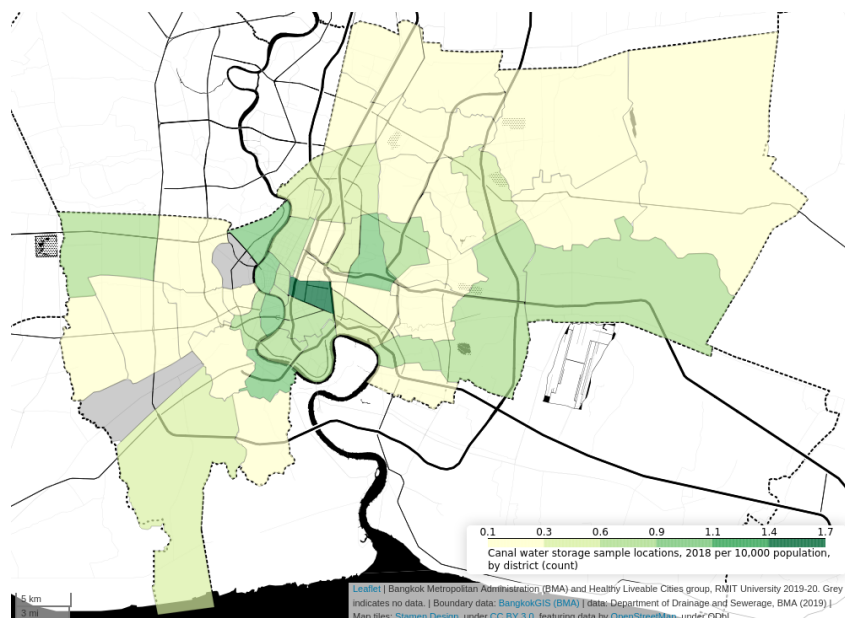 0.1 0.3 0.6 0.9 1.1 1.4 1.7
Canal water storage sample locations, 2018 per 10,000 population,
by district (count)
5 km
3 mi
Leaflet | Bangkok Metropolitan Administration (BMA) and Healthy Liveable Cities group, RMIT University 2019-20. Grey
indicates no data. | Boundary data: BangkokGIS (BMA) | data: Department of Drainage and Sewerage, BMA (2019) |
Map tiles: Stamen Design, under CC BY 3.0, featuring data by OpenStreetMap, under ODbL